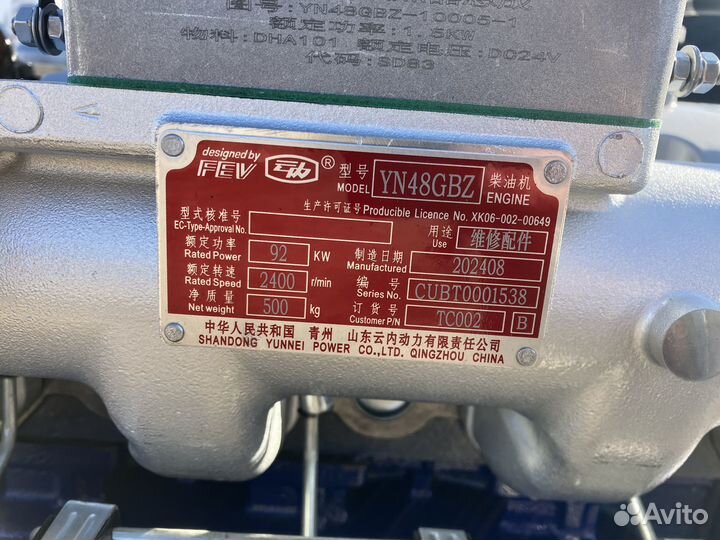 图号:YN48GBZ-10005-1
额定功率:1.5KW
物料:DHA101 额定电压:DC24V
代码:SD83
designed by
FEV
®
型号 YN48GBZ 柴油机
MODEL ENGINE
生产许可证号 Producible Licence No. XK06-002-00649
型式核准号
EC-Type-Approval No.
用途 维修配件
Use
额定功率 92 KW
Rated Power
制造日期 202408
Manufactured
额定转速 2400 r/min
Rated Speed
编号 CUBT0001538
Series No.
净质量 500 kg
Net weight
订货号 TC002 B
Customer P/N
中华人民共和国 青州 山东云内动力有限责任公司
SHANDONG YUNNEI POWER CO.,LTD. QINGZHOU CHINA
Avito